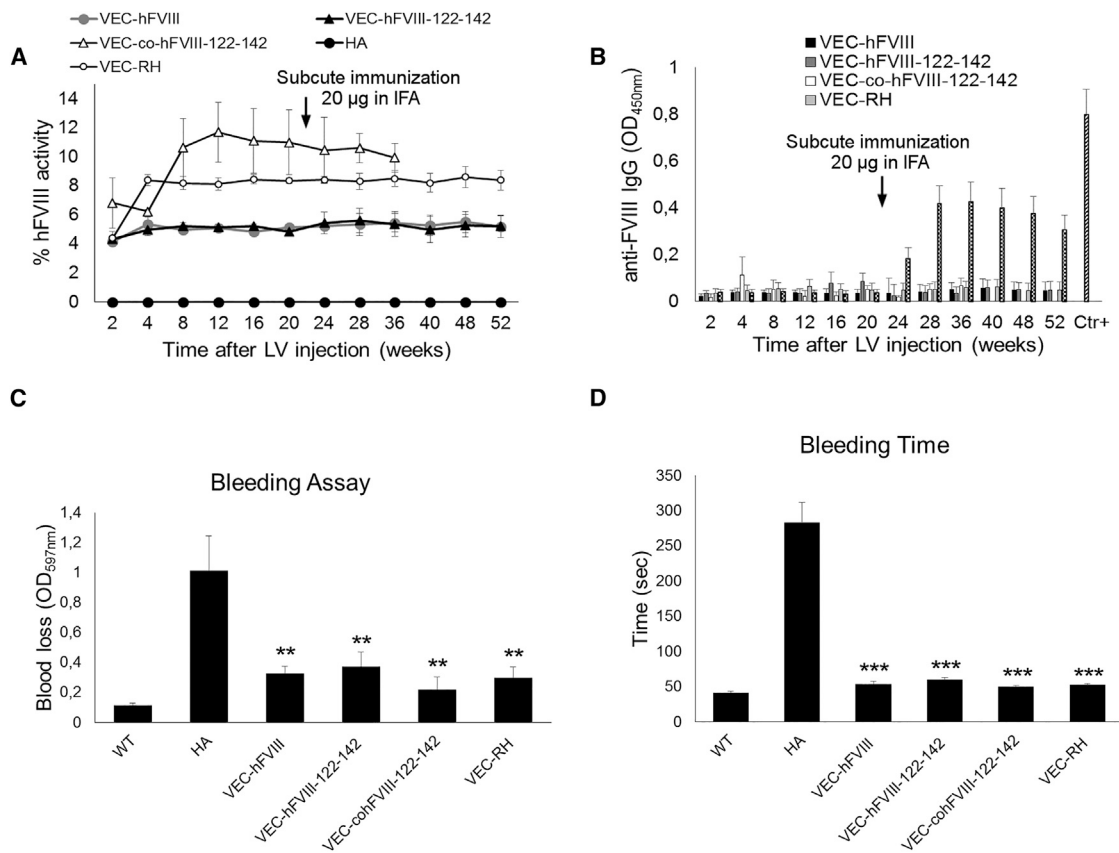 VEC-hFVIII
VEC-hFVIII-122-142
VEC-co-hFVIII-122-142
HA
VEC-RH
A
Subcute immunization
20 µg in IFA
% hFVIII activity
14
12
10
8
6
4
2
0
2 4 8 12 16 20 24 28 36 40 48 52
Time after LV injection (weeks)
B
VEC-hFVIII
VEC-hFVIII-122-142
VEC-co-hFVIII-122-142
VEC-RH
Subcute immunization
20 µg in IFA
anti-FVIII IgG (OD450nm)
1
0,8
0,6
0,4
0,2
0
2 4 8 12 16 20 24 28 36 40 48 52 Ctr+
Time after LV injection (weeks)
C
Bleeding Assay
Blood loss (OD597nm)
1,4
1,2
1
0,8
0,6
0,4
0,2
0
** ** ** **
WT HA VEC-hFVIII VEC-hFVIII-122-142 VEC-cohFVIII-122-142 VEC-RH
D
Bleeding Time
Time (sec)
350
300
250
200
150
100
50
0
*** *** *** ***
WT HA VEC-hFVIII VEC-hFVIII-122-142 VEC-cohFVIII-122-142 VEC-RH